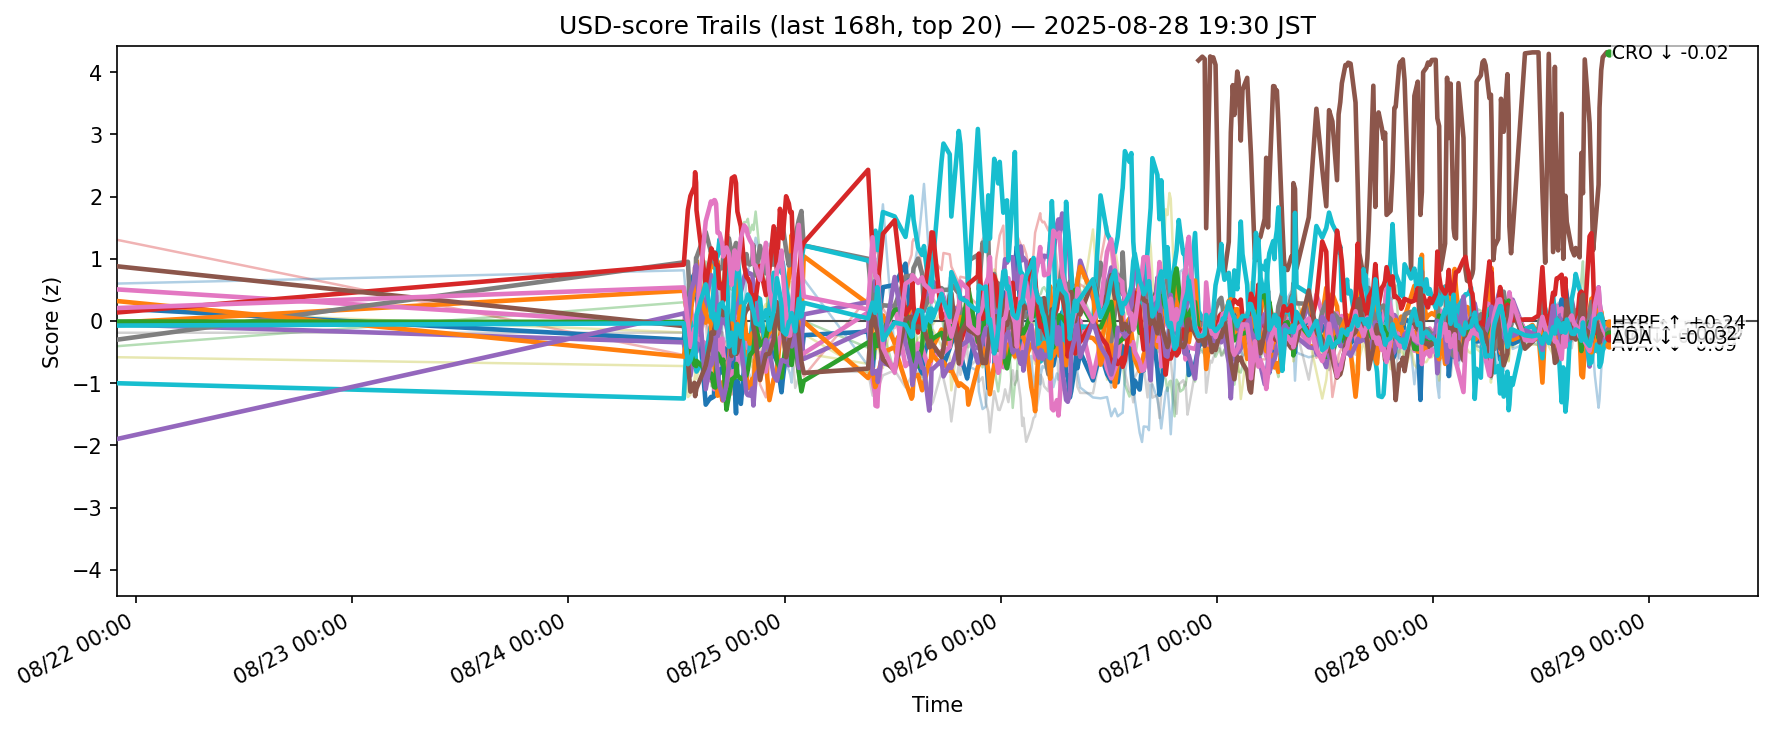 USD-score Trails (last 168h, top 20) — 2025-08-28 19:30 JST
Score (z)
4
3
2
1
0
−1
−2
−3
−4
CRO ↓ -0.02
HYPE ↑ +0.24
ADA ↓ -0.03
AVAX ↓ -0.09
08/22 00:00
08/23 00:00
08/24 00:00
08/25 00:00
08/26 00:00
08/27 00:00
08/28 00:00
08/29 00:00
Time